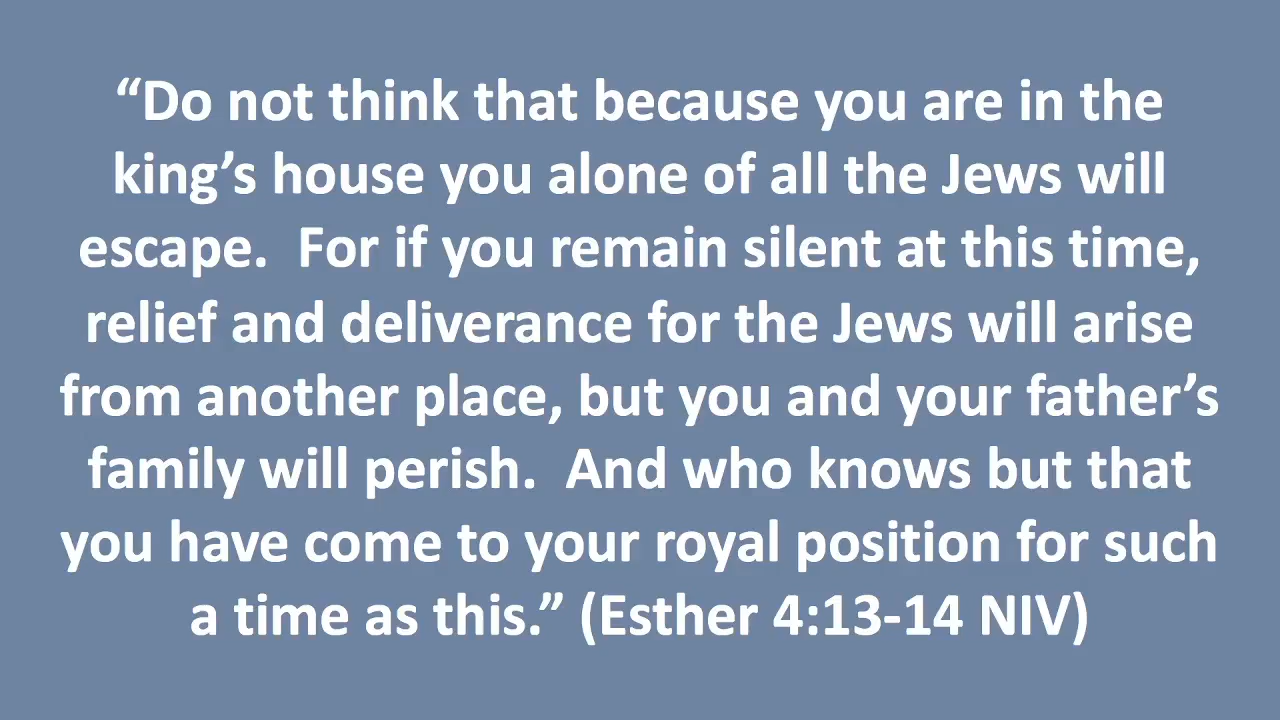 “Do not think that because you are in the
king’s house you alone of all the Jews will
escape.  For if you remain silent at this time,
relief and deliverance for the Jews will arise
from another place, but you and your father’s
family will perish.  And who knows but that
you have come to your royal position for such
a time as this.” (Esther 4:13-14 NIV)